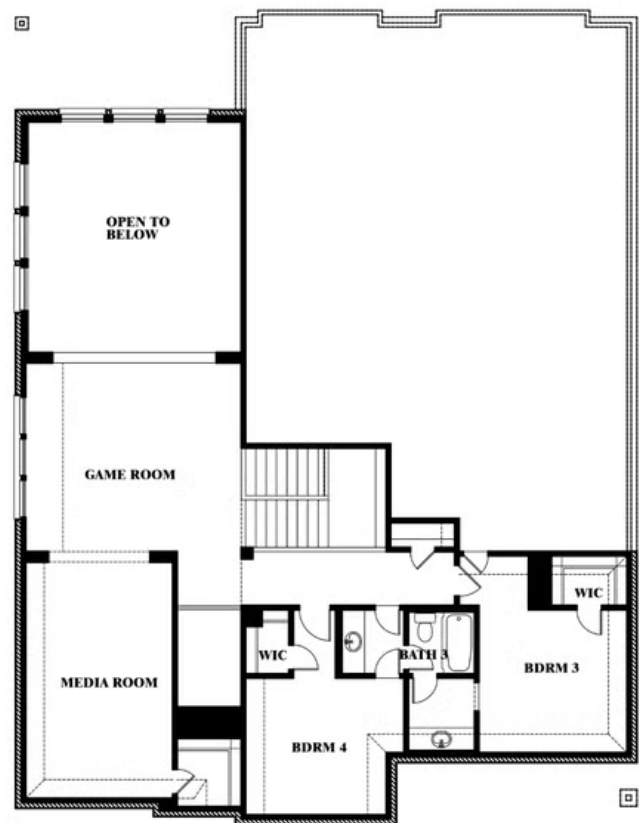 OPEN TO
BELOW
GAME ROOM
WIC
WIC
BATH 3
BDRM 3
MEDIA ROOM
BDRM 4